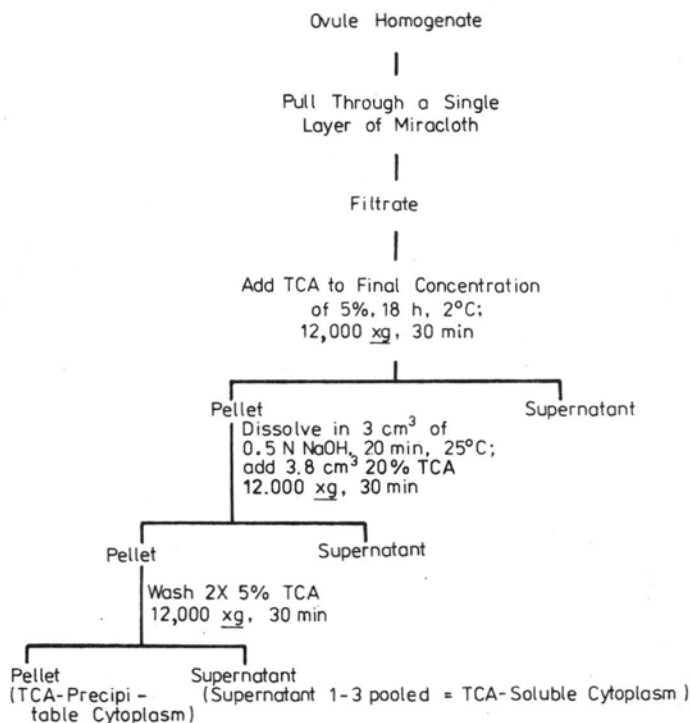 Ovule Homogenate
Pull Through a Single
Layer of Miracloth
Filtrate
Add TCA to Final Concentration
of 5%, 18 h, 2°C;
12,000 xg, 30 min
Pellet
Supernatant
Dissolve in 3 cm³ of
0.5 N NaOH, 20 min, 25°C;
add 3.8 cm³ 20% TCA
12.000 xg, 30 min
Pellet
Supernatant
Wash 2X 5% TCA
12,000 xg, 30 min
Pellet
(TCA-Precipi-
table Cytoplasm)
Supernatant
(Supernatant 1-3 pooled = TCA-Soluble Cytoplasm)